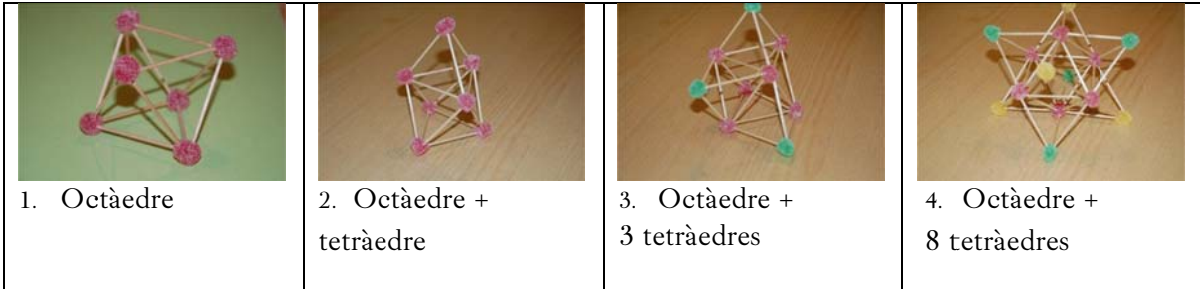 1. Octàedre
2. Octàedre +
tetràedre
3. Octàedre +
3 tetràedres
4. Octàedre +
8 tetràedres